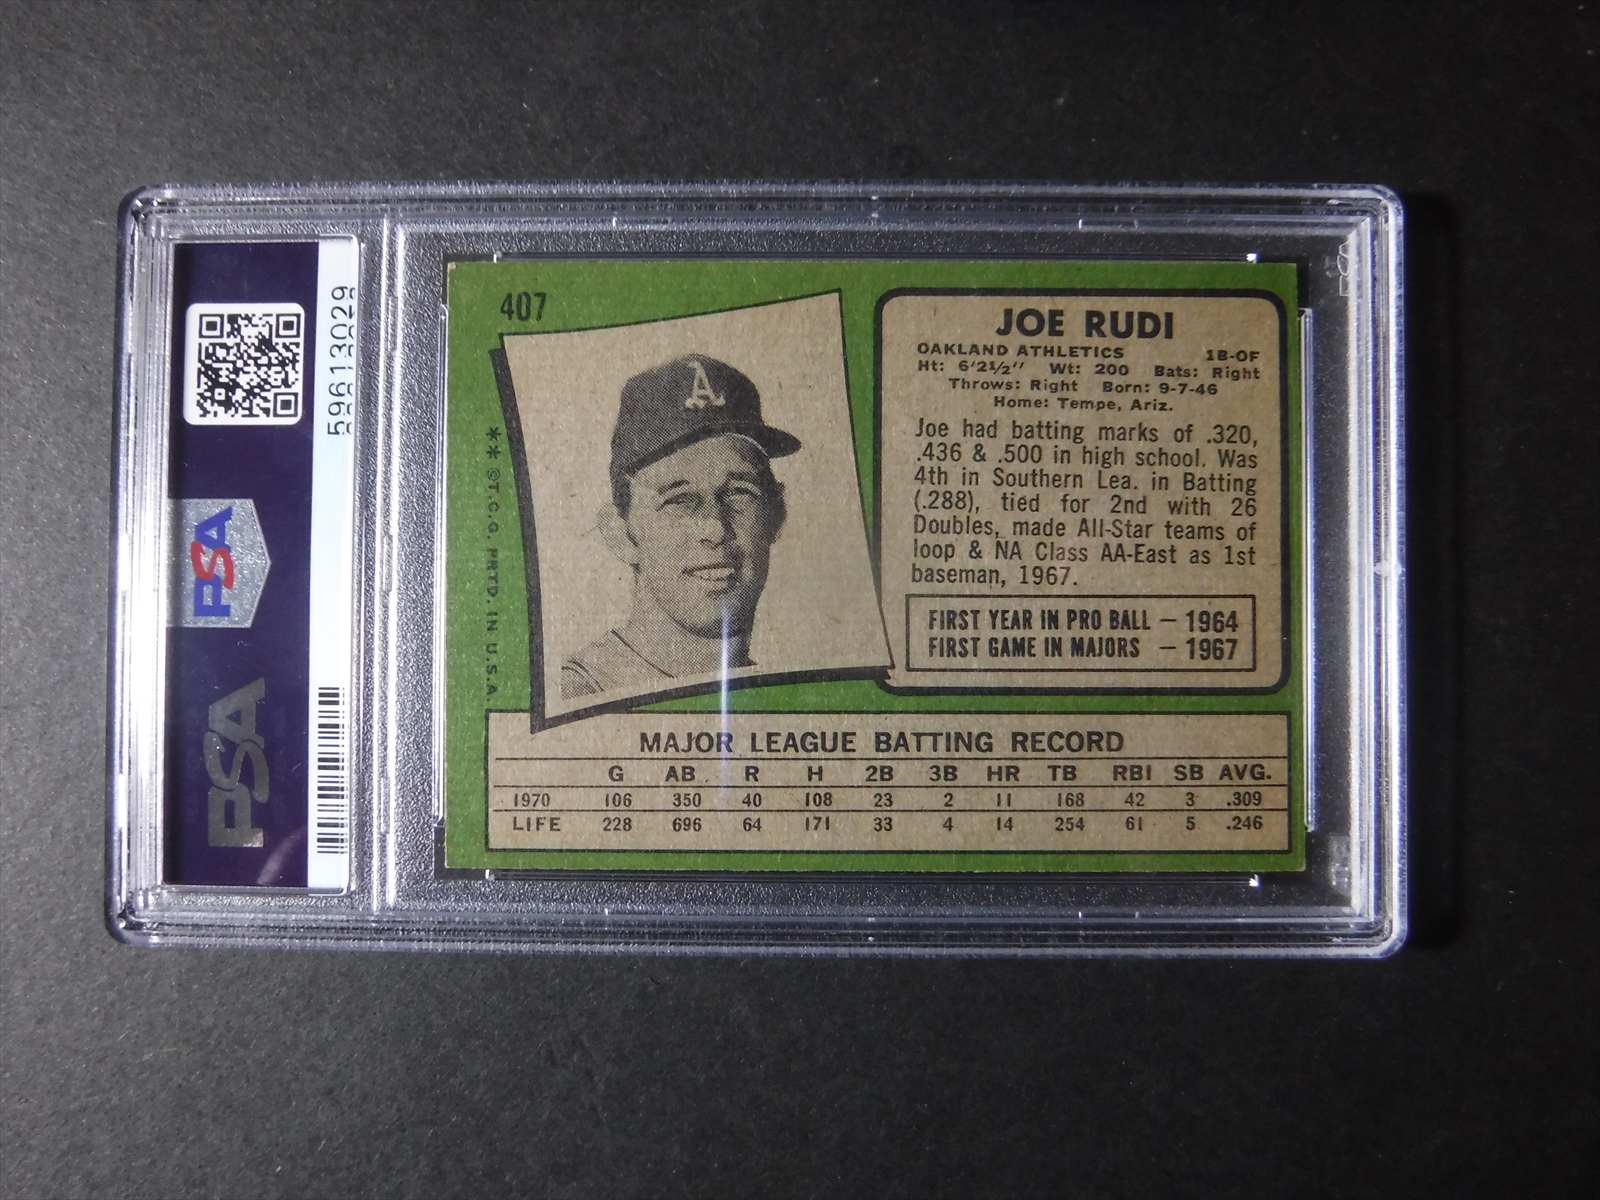 59613029
PSA
PSA
407
A
** ©T.C.G. PRTD. IN U.S.A.
JOE RUDI
OAKLAND ATHLETICS 1B-OF
Ht: 6'2½" Wt: 200 Bats: Right
Throws: Right Born: 9-7-46
Home: Tempe, Ariz.
Joe had batting marks of .320,
.436 & .500 in high school. Was
4th in Southern Lea. in Batting
(.288), tied for 2nd with 26
Doubles, made All-Star teams of
loop & NA Class AA-East as 1st
baseman, 1967.
FIRST YEAR IN PRO BALL — 1964
FIRST GAME IN MAJORS — 1967
MAJOR LEAGUE BATTING RECORD
G AB R H 2B 3B HR TB RBI SB AVG.
1970 106 350 40 108 23 2 11 168 42 3 .309
LIFE 228 696 64 171 33 4 14 254 61 5 .246